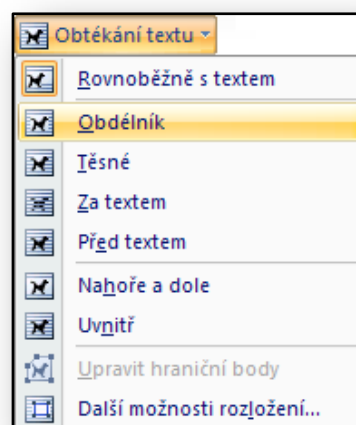 Obtékání textu
Rovnoběžně s textem
Obdélník
Těsné
Za textem
Před textem
Nahoře a dole
Uvnitř
Upravit hraniční body
Další možnosti rozložení...